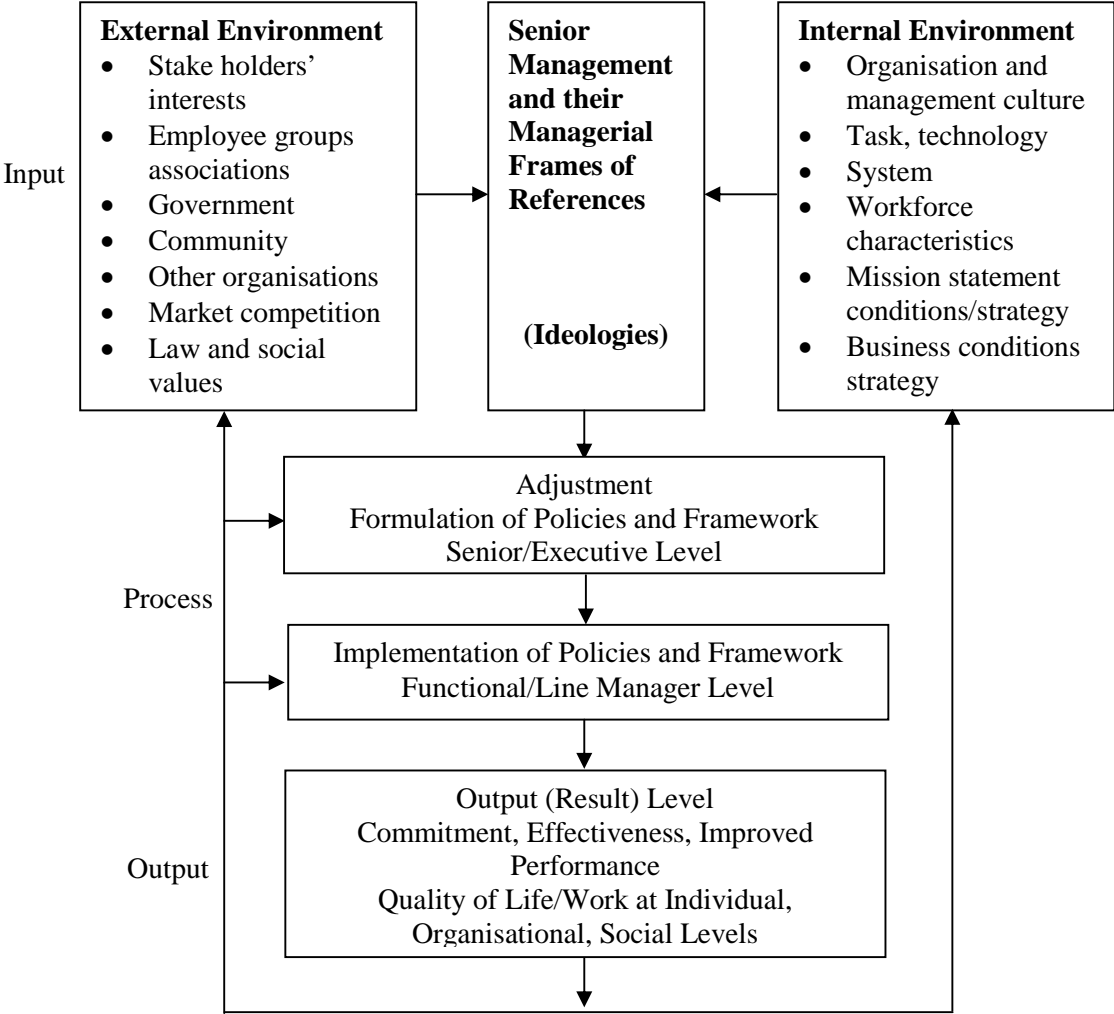 External Environment
• Stake holders’
interests
• Employee groups
associations
• Government
• Community
• Other organisations
• Market competition
• Law and social
values
Senior
Management
and their
Managerial
Frames of
References
(Ideologies)
Internal Environment
• Organisation and
management culture
• Task, technology
• System
• Workforce
characteristics
• Mission statement
conditions/strategy
• Business conditions
strategy
Input
Adjustment
Formulation of Policies and Framework
Senior/Executive Level
Process
Implementation of Policies and Framework
Functional/Line Manager Level
Output (Result) Level
Commitment, Effectiveness, Improved
Performance
Quality of Life/Work at Individual,
Organisational, Social Levels
Output